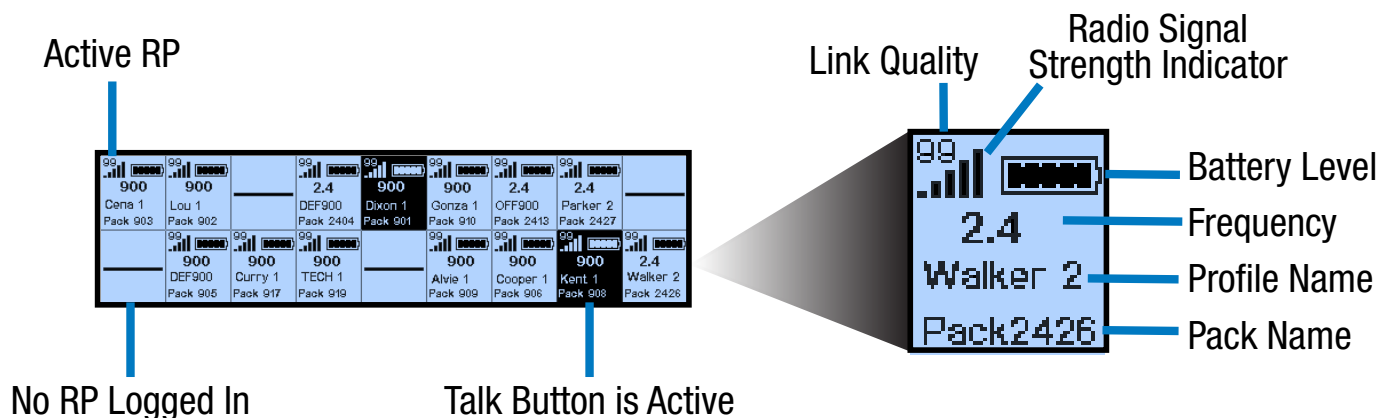 Active RP
Link Quality
Radio Signal
Strength Indicator
99 99 99 99 99 99 99
900 900 2.4 900 900 2.4 2.4
Cena 1 Lou 1 DEF900 Dixon 1 Gonza 1 OFF900 Parker 2
Pack 903 Pack 902 Pack 2404 Pack 901 Pack 910 Pack 2413 Pack 2427
99 99 99 99 99 99 99
900 900 900 900 900 900 2.4
DEF900 Curry 1 TECH 1 Alvie 1 Cooper 1 Kent 1 Walker 2
Pack 905 Pack 917 Pack 919 Pack 909 Pack 906 Pack 908 Pack 2426
99
2.4
Walker 2
Pack2426
Battery Level
Frequency
Profile Name
Pack Name
No RP Logged In
Talk Button is Active